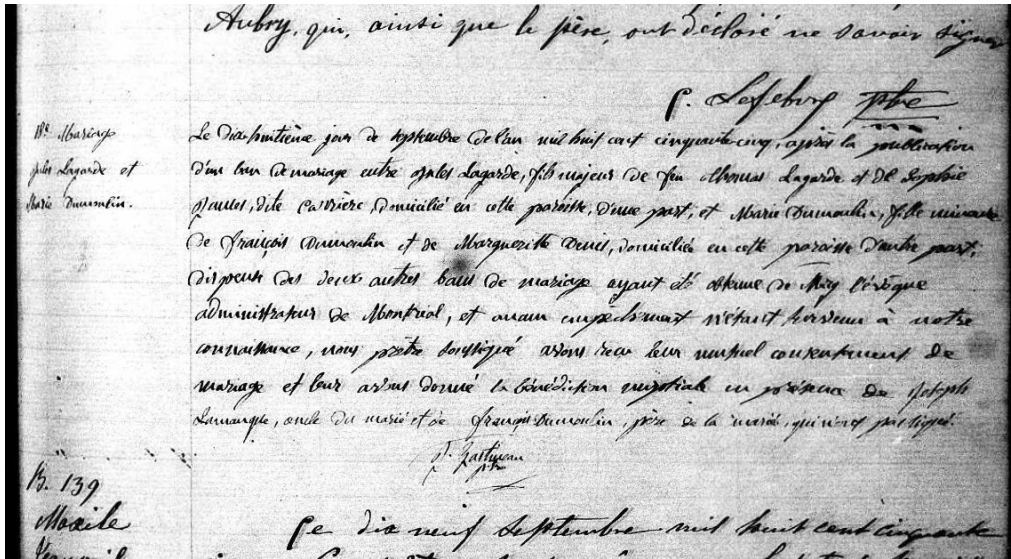 Aubry, qui, ainsi que le père, ont déclaré ne savoir signer
Lefebvre ptre
Mariage
Jules Lagarde et
Marie Dumoulin.
Le dix huitième jour de septembre de l'an mil huit cent cinquante cinq, après la publication
d'un ban de mariage entre Jules Lagarde, fils majeur de feu Thomas Lagarde et de Sophie
dite Carrière, domicilié en cette paroisse, d'une part, et Marie Dumoulin, fille mineure
de François Dumoulin et de Marguerite Denis, domiciliée en cette paroisse d'autre part,
dispense des deux autres bans de mariage ayant été obtenue de Mgr l'évêque
administrateur de Montréal, et aucun empêchement n'étant survenu à notre
connaissance, nous prêtre soussigné avons reçu leur mutuel consentement de
mariage et leur avons donné la bénédiction nuptiale en présence de Joseph
Lamarque, oncle du marié et de François Dumoulin, père de la mariée, qui n'ont pas signé.
B. 139
Ce dix neuf Septembre mil huit cent cinquante